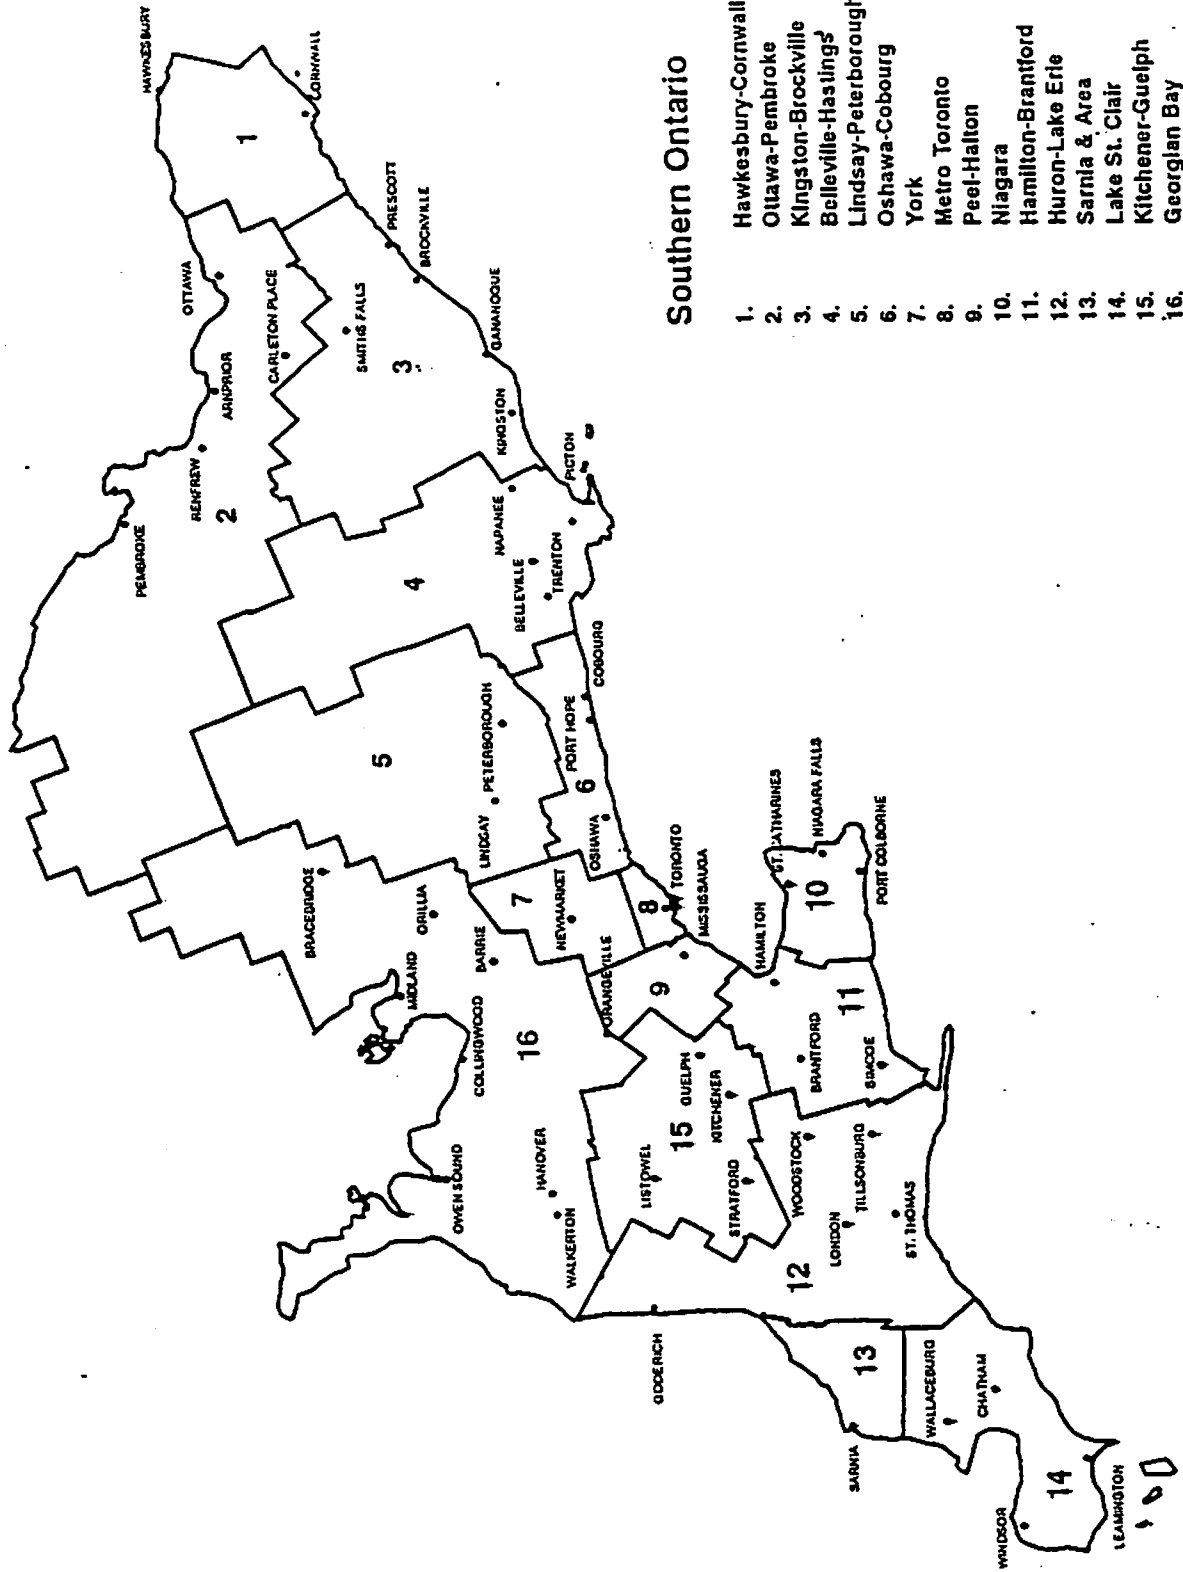 Southern Ontario
1. Hawkesbury-Cornwall
2. Ottawa-Pembroke
3. Kingston-Brockville
4. Belleville-Hastings
5. Lindsay-Peterborough
6. Oshawa-Cobourg
7. York
8. Metro Toronto
9. Peel-Halton
10. Niagara
11. Hamilton-Brantford
12. Huron-Lake Erie
13. Sarnia & Area
14. Lake St. Clair
15. Kitchener-Guelph
16. Georgian Bay
HAWKESBURY
CORNWALL
1
OTTAWA
PRESCOTT
BROCKVILLE
CARLETON PLACE
SMITHS FALLS
ARNPRIOR
GANANOQUE
3
RENFREW
KINGSTON
2
PEMBROKE
PICTON
NAPANEE
4
BELLEVILLE
TRENTON
COBOURG
PETERBOROUGH
PORT HOPE
5
6
LINDSAY
OSHAWA
BRACEBRIDGE
ORILLIA
7
NEWMARKET
8
TORONTO
MISSISSAUGA
ST. CATHARINES
NIAGARA FALLS
10
PORT COLBORNE
BARRIE
MIDLAND
ORANGEVILLE
9
HAMILTON
11
COLLINGWOOD
16
GUELPH
KITCHENER
BRANTFORD
SIMCOE
15
OWEN SOUND
HANOVER
WALKERTON
LISTOWEL
STRATFORD
WOODSTOCK
TILLSONBURG
LONDON
ST. THOMAS
12
GODERICH
13
SARNIA
WALLACEBURG
CHATHAM
14
WINDSOR
LEAMINGTON